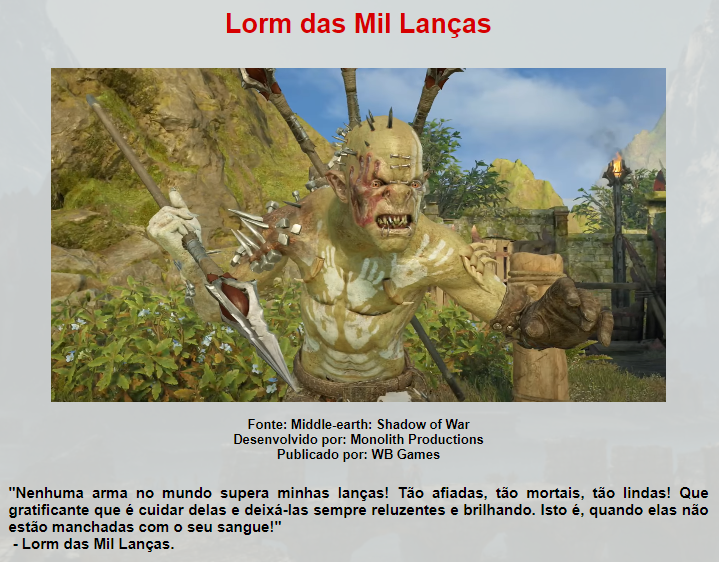 Lorm das Mil Lanças
Fonte: Middle-earth: Shadow of War
Desenvolvido por: Monolith Productions
Publicado por: WB Games
"Nenhuma arma no mundo supera minhas lanças! Tão afiadas, tão mortais, tão lindas! Que
gratificante que é cuidar delas e deixá-las sempre reluzentes e brilhando. Isto é, quando elas não
estão manchadas com o seu sangue!"
- Lorm das Mil Lanças.